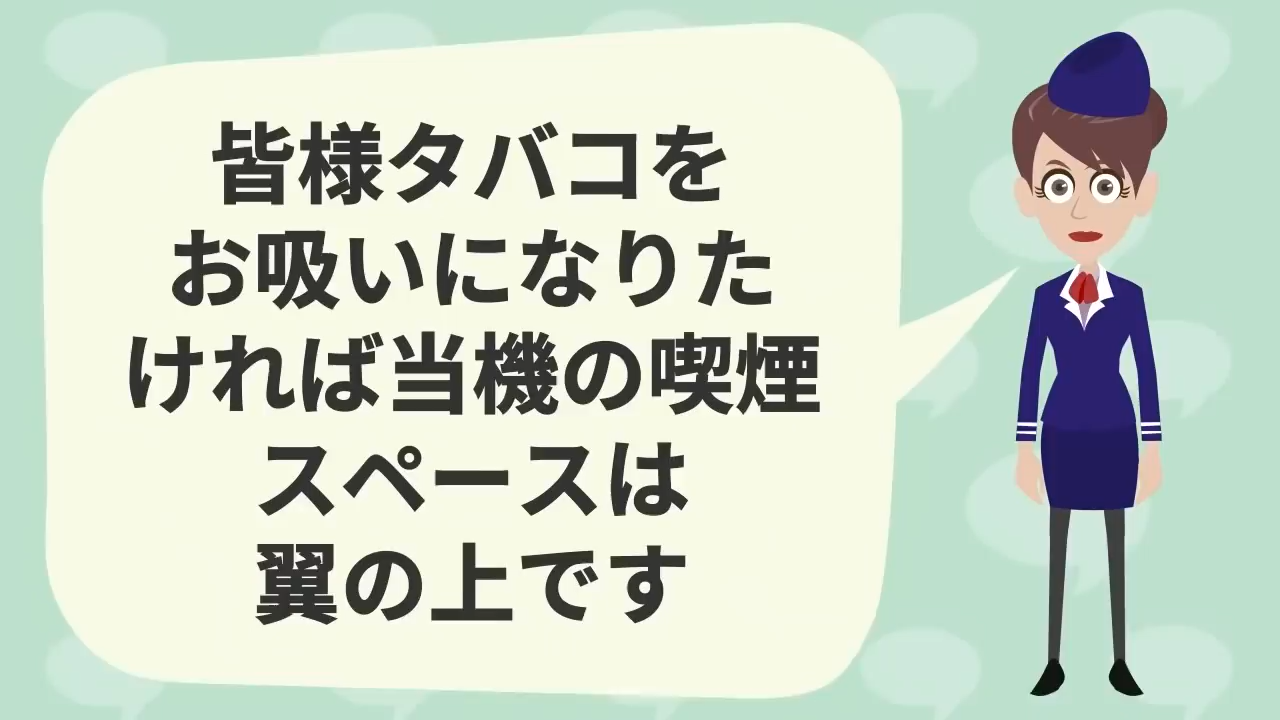 皆様タバコを
お吸いになりた
ければ当機の喫煙
スペースは
翼の上です